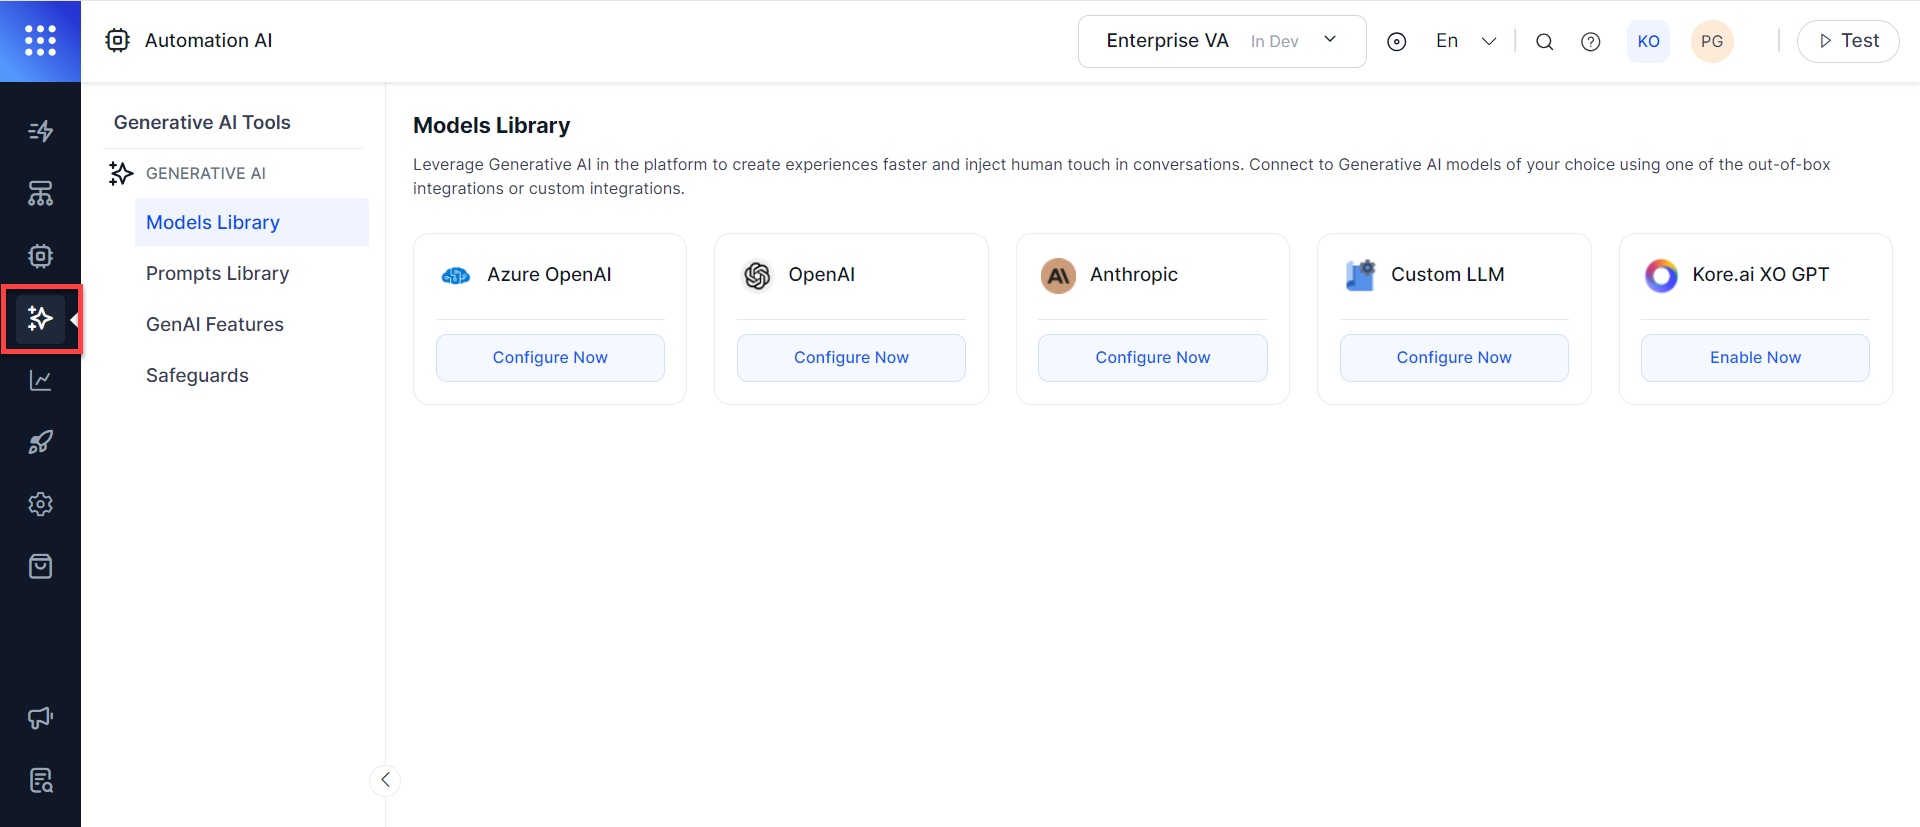 Automation AI
Enterprise VA In Dev
En
KO
PG
Test
Generative AI Tools
GENERATIVE AI
Models Library
Prompts Library
GenAI Features
Safeguards
Models Library
Leverage Generative AI in the platform to create experiences faster and inject human touch in conversations. Connect to Generative AI models of your choice using one of the out-of-box
integrations or custom integrations.
Azure OpenAI
Configure Now
OpenAI
Configure Now
Anthropic
Configure Now
Custom LLM
Configure Now
Kore.ai XO GPT
Enable Now